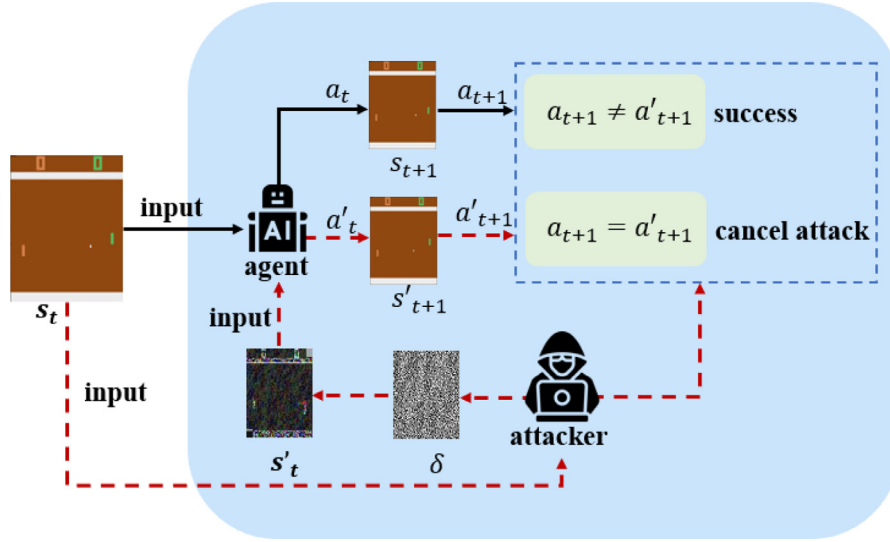 a_t
a_{t+1}
a_{t+1} ≠ a'_{t+1} success
s_{t+1}
input
AI
a'_t
a'_{t+1}
a_{t+1} = a'_{t+1} cancel attack
agent
s_t
s'_{t+1}
input
input
attacker
s'_t
δ